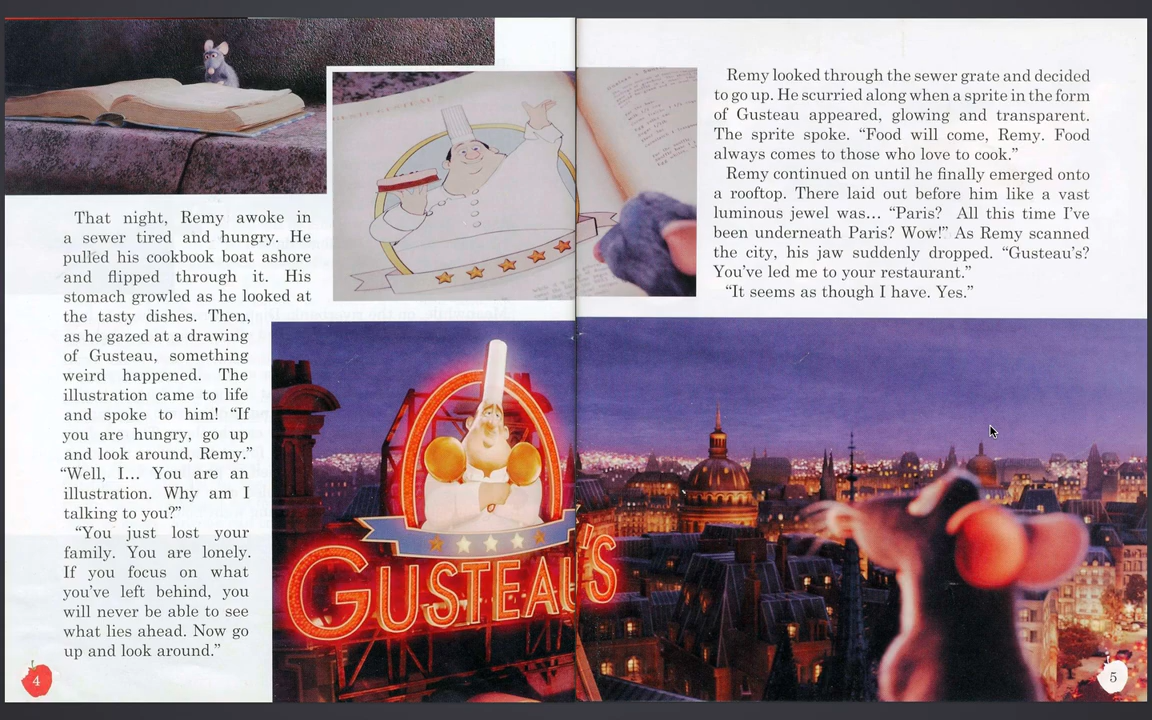 That night, Remy awoke in
a sewer tired and hungry. He
pulled his cookbook boat ashore
and flipped through it. His
stomach growled as he looked at
the tasty dishes. Then,
as he gazed at a drawing
of Gusteau, something
weird happened. The
illustration came to life
and spoke to him! “If
you are hungry, go up
and look around, Remy.”
“Well, I... You are an
illustration. Why am I
talking to you?”
“You just lost your
family. You are lonely.
If you focus on what
you’ve left behind, you
will never be able to see
what lies ahead. Now go
up and look around.”
4
GUSTEAU'S
Remy looked through the sewer grate and decided
to go up. He scurried along when a sprite in the form
of Gusteau appeared, glowing and transparent.
The sprite spoke. “Food will come, Remy. Food
always comes to those who love to cook.”
Remy continued on until he finally emerged onto
a rooftop. There laid out before him like a vast
luminous jewel was... “Paris? All this time I’ve
been underneath Paris? Wow!” As Remy scanned
the city, his jaw suddenly dropped. “Gusteau’s?
You’ve led me to your restaurant.”
“It seems as though I have. Yes.”
5